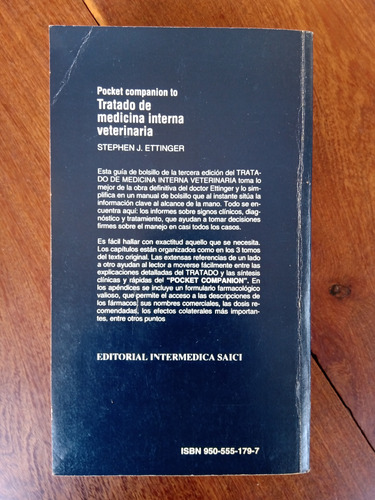 Pocket companion to
Tratado de
medicina interna
veterinaria
STEPHEN J. ETTINGER
Esta guía de bolsillo de la tercera edición del TRATA-
DO DE MEDICINA INTERNA VETERINARIA toma lo
mejor de la obra definitiva del doctor Ettinger y lo sim-
plifica en un manual de bolsillo que al instante sitúa la
información clave al alcance de la mano. Todo se en-
cuentra aquí: los informes sobre signos clínicos, diag-
nóstico y tratamiento, que ayudan a tomar decisiones
firmes sobre el manejo en casi todos los casos.
Es fácil hallar con exactitud aquello que se necesita.
Los capítulos están organizados como en los 3 tomos
del texto original. Las extensas referencias de un lado
a otro ayudan al lector a moverse fácilmente entre las
explicaciones detalladas del TRATADO y las síntesis
clínicas y rápidas del "POCKET COMPANION". En
los apéndices se incluye un formulario farmacológico
valioso, que permite el acceso a las descripciones de
los fármacos: sus nombres comerciales, las dosis re-
comendadas, los efectos colaterales más importan-
tes, entre otros puntos
EDITORIAL INTERMEDICA SAICI
ISBN 950-555-179-7